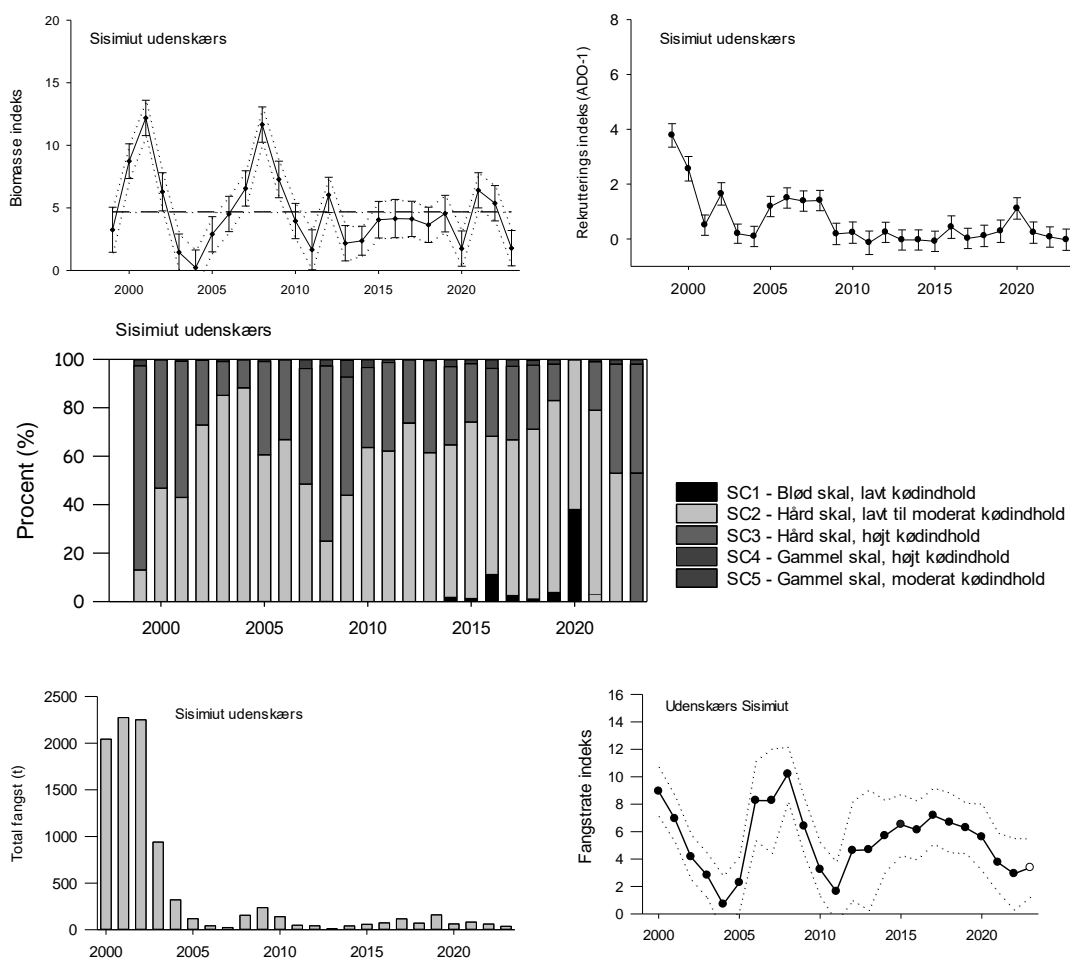 Sisimiut udenskærs
Biomasse indeks
20
15
10
5
0
2000 2005 2010 2015 2020
Sisimiut udenskærs
Rekrutterings indeks (ADO-1)
8
6
4
2
0
2000 2005 2010 2015 2020
Sisimiut udenskærs
Procent (%)
100
80
60
40
20
0
2000 2005 2010 2015 2020
SC1 - Blød skal, lavt kødindhold
SC2 - Hård skal, lavt til moderat kødindhold
SC3 - Hård skal, højt kødindhold
SC4 - Gammel skal, højt kødindhold
SC5 - Gammel skal, moderat kødindhold
Sisimiut udenskærs
Total fangst (t)
2500
2000
1500
1000
500
0
2000 2005 2010 2015 2020
Udenskærs Sisimiut
Fangstrate indeks
16
14
12
10
8
6
4
2
0
2000 2005 2010 2015 2020